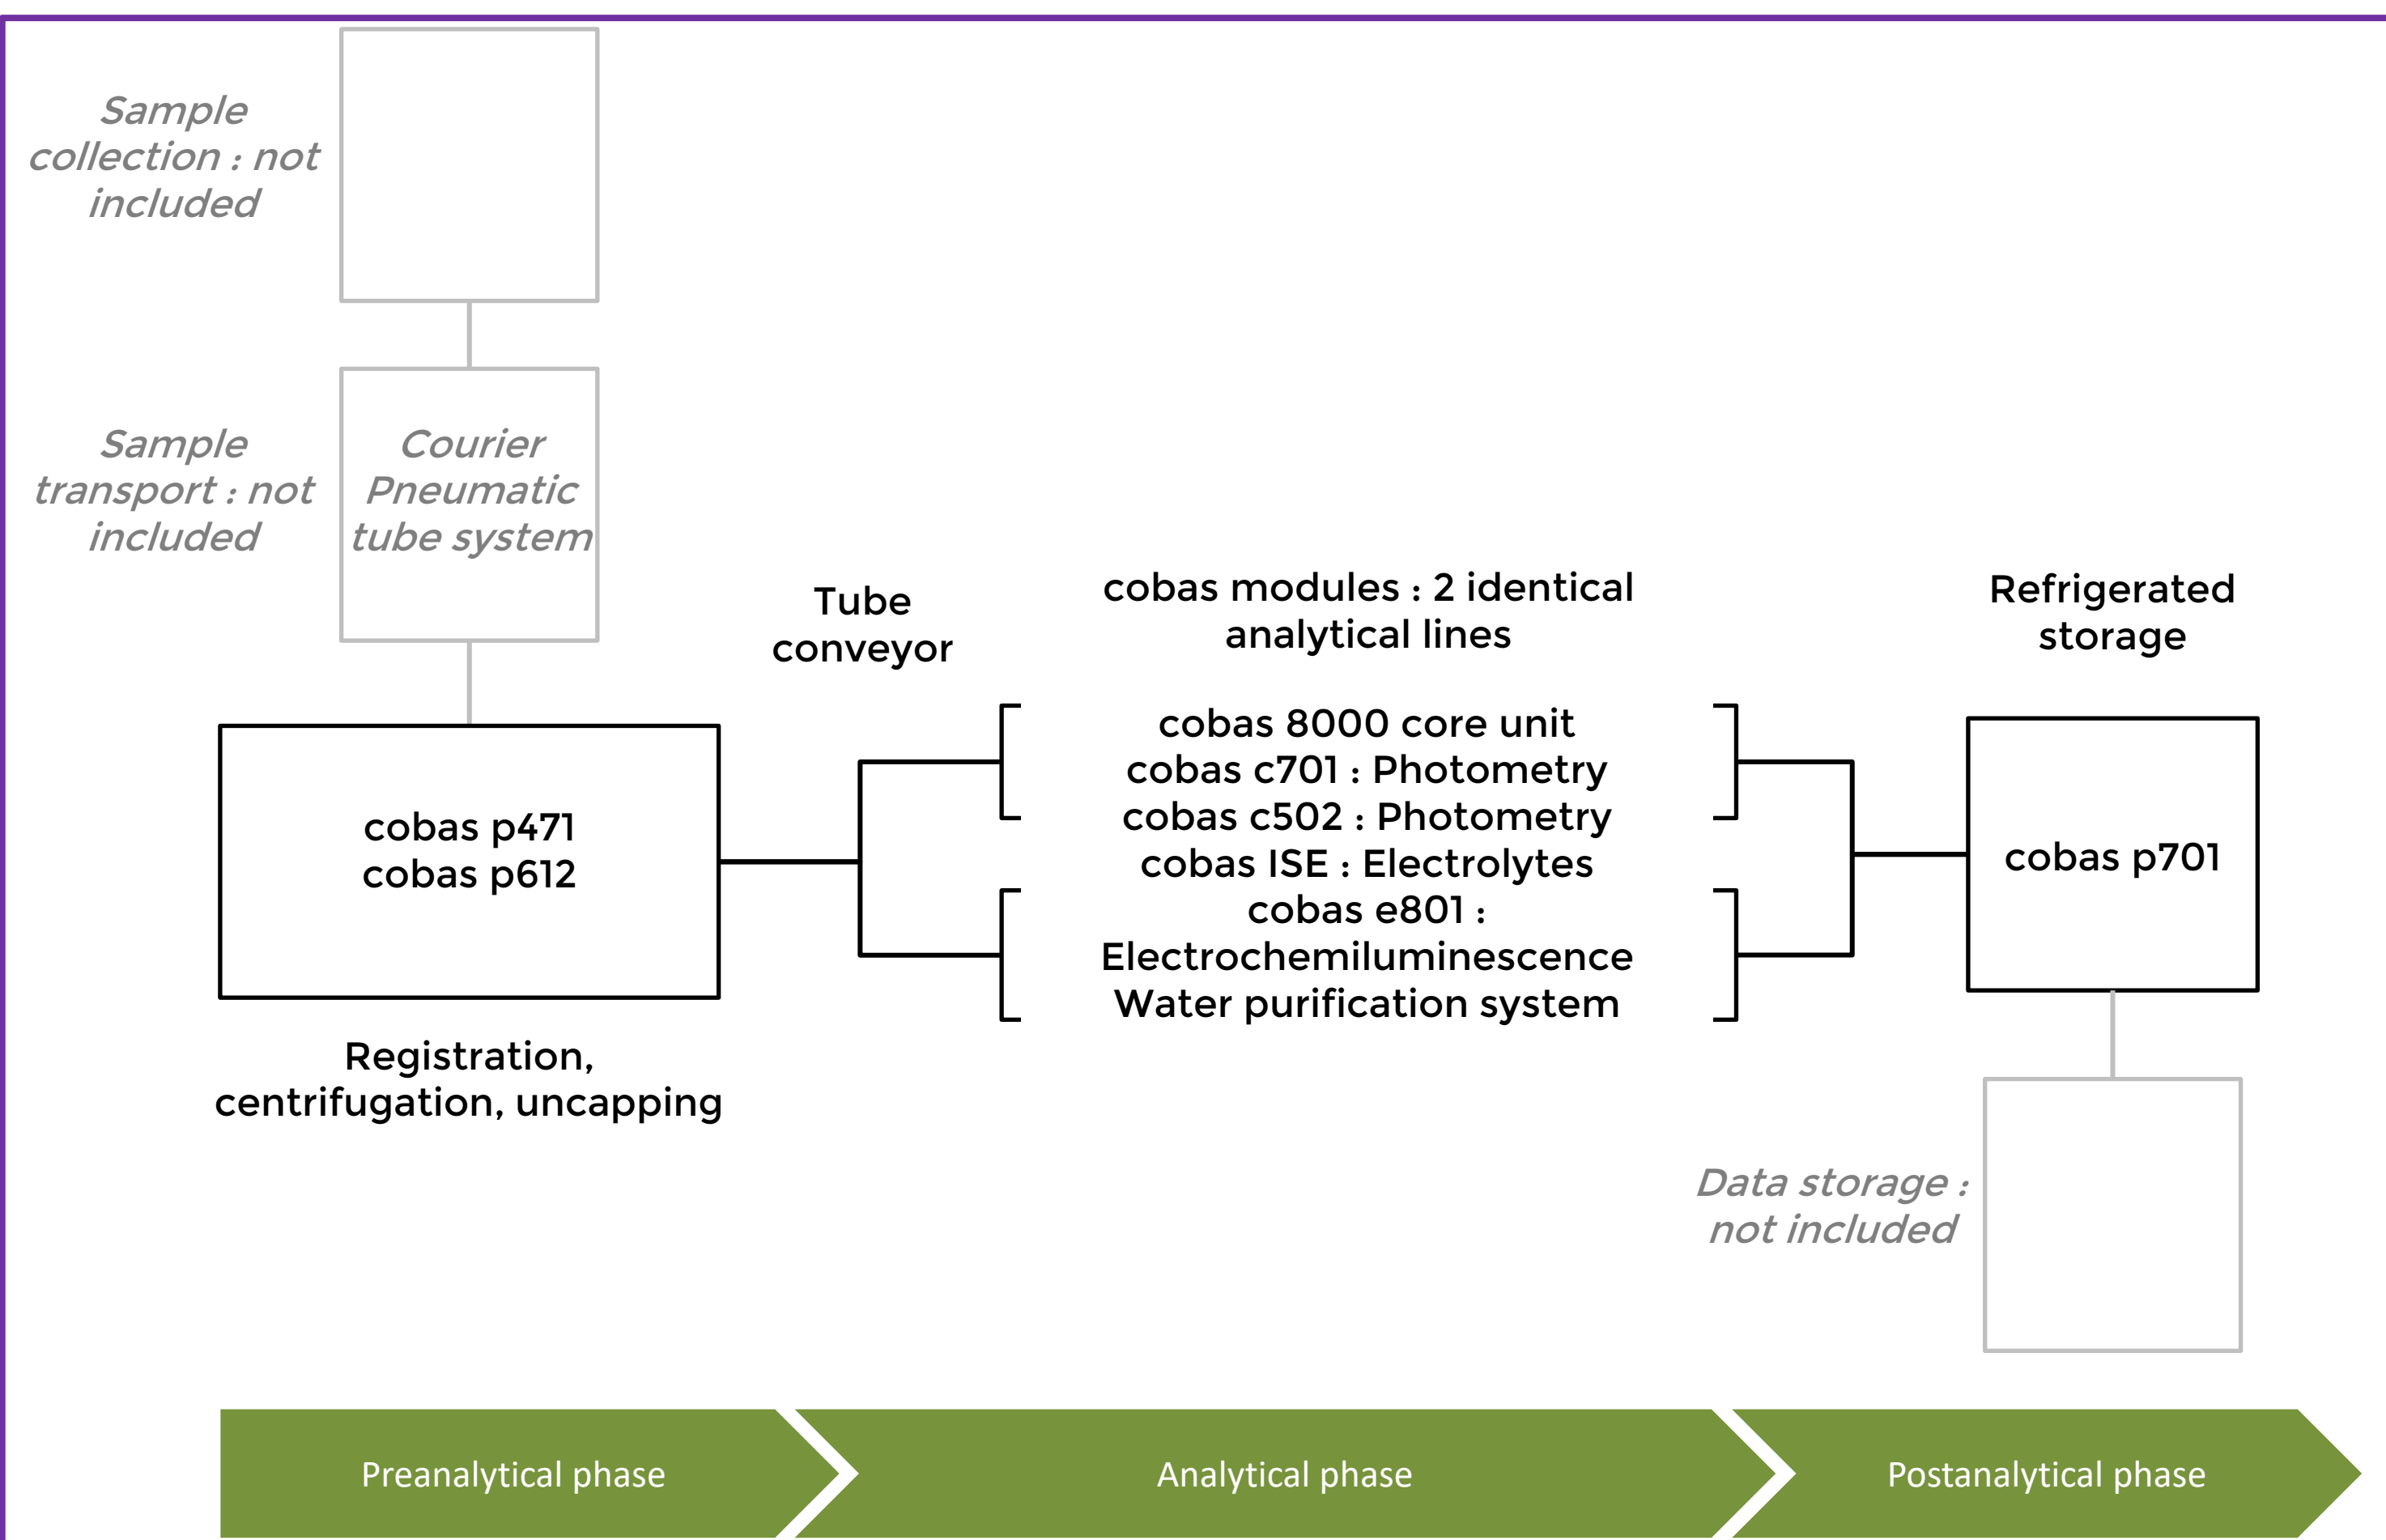 Sample
collection : not
included
Sample
transport : not
included
Courier
Pneumatic
tube system
Tube
conveyor
cobas modules : 2 identical
analytical lines
Refrigerated
storage
cobas p471
cobas p612
cobas 8000 core unit
cobas c701 : Photometry
cobas c502 : Photometry
cobas ISE : Electrolytes
cobas e801 :
Electrochemiluminescence
Water purification system
cobas p701
Registration,
centrifugation, uncapping
Data storage :
not included
Preanalytical phase
Analytical phase
Postanalytical phase